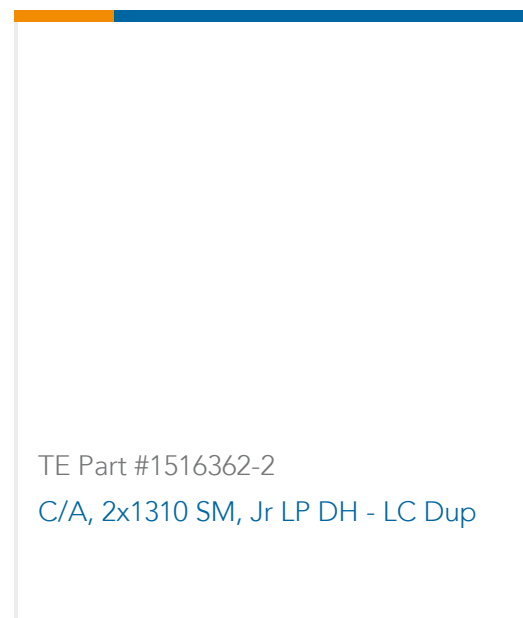 TE Part #1516362-2
C/A, 2x1310 SM, Jr LP DH - LC Dup